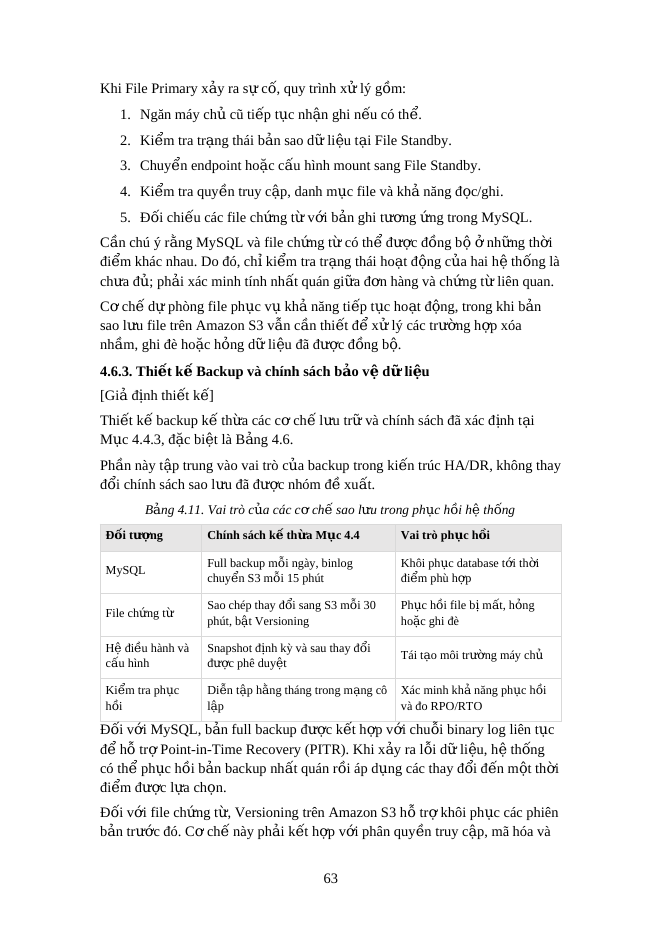 Khi File Primary xảy ra sự cố, quy trình xử lý gồm:
1. Ngăn máy chủ cũ tiếp tục nhận ghi nếu có thể.
2. Kiểm tra trạng thái bản sao dữ liệu tại File Standby.
3. Chuyển endpoint hoặc cấu hình mount sang File Standby.
4. Kiểm tra quyền truy cập, danh mục file và khả năng đọc/ghi.
5. Đối chiếu các file chứng từ với bản ghi tương ứng trong MySQL.
Cần chú ý rằng MySQL và file chứng từ có thể được đồng bộ ở những thời
điểm khác nhau. Do đó, chỉ kiểm tra trạng thái hoạt động của hai hệ thống là
chưa đủ; phải xác minh tính nhất quán giữa đơn hàng và chứng từ liên quan.
Cơ chế dự phòng file phục vụ khả năng tiếp tục hoạt động, trong khi bản
sao lưu file trên Amazon S3 vẫn cần thiết để xử lý các trường hợp xóa
nhầm, ghi đè hoặc hỏng dữ liệu đã được đồng bộ.
4.6.3. Thiết kế Backup và chính sách bảo vệ dữ liệu
[Giả định thiết kế]
Thiết kế backup kế thừa các cơ chế lưu trữ và chính sách đã xác định tại
Mục 4.4.3, đặc biệt là Bảng 4.6.
Phần này tập trung vào vai trò của backup trong kiến trúc HA/DR, không thay
đổi chính sách sao lưu đã được nhóm đề xuất.
Bảng 4.11. Vai trò của các cơ chế sao lưu trong phục hồi hệ thống
Đối tượng Chính sách kế thừa Mục 4.4 Vai trò phục hồi
MySQL Full backup mỗi ngày, binlog chuyển S3 mỗi 15 phút Khôi phục database tới thời điểm phù hợp
File chứng từ Sao chép thay đổi sang S3 mỗi 30 phút, bật Versioning Phục hồi file bị mất, hỏng hoặc ghi đè
Hệ điều hành và cấu hình Snapshot định kỳ và sau thay đổi được phê duyệt Tái tạo môi trường máy chủ
Kiểm tra phục hồi Diễn tập hằng tháng trong mạng cô lập Xác minh khả năng phục hồi và đo RPO/RTO
Đối với MySQL, bản full backup được kết hợp với chuỗi binary log liên tục
để hỗ trợ Point-in-Time Recovery (PITR). Khi xảy ra lỗi dữ liệu, hệ thống
có thể phục hồi bản backup nhất quán rồi áp dụng các thay đổi đến một thời
điểm được lựa chọn.
Đối với file chứng từ, Versioning trên Amazon S3 hỗ trợ khôi phục các phiên
bản trước đó. Cơ chế này phải kết hợp với phân quyền truy cập, mã hóa và
63